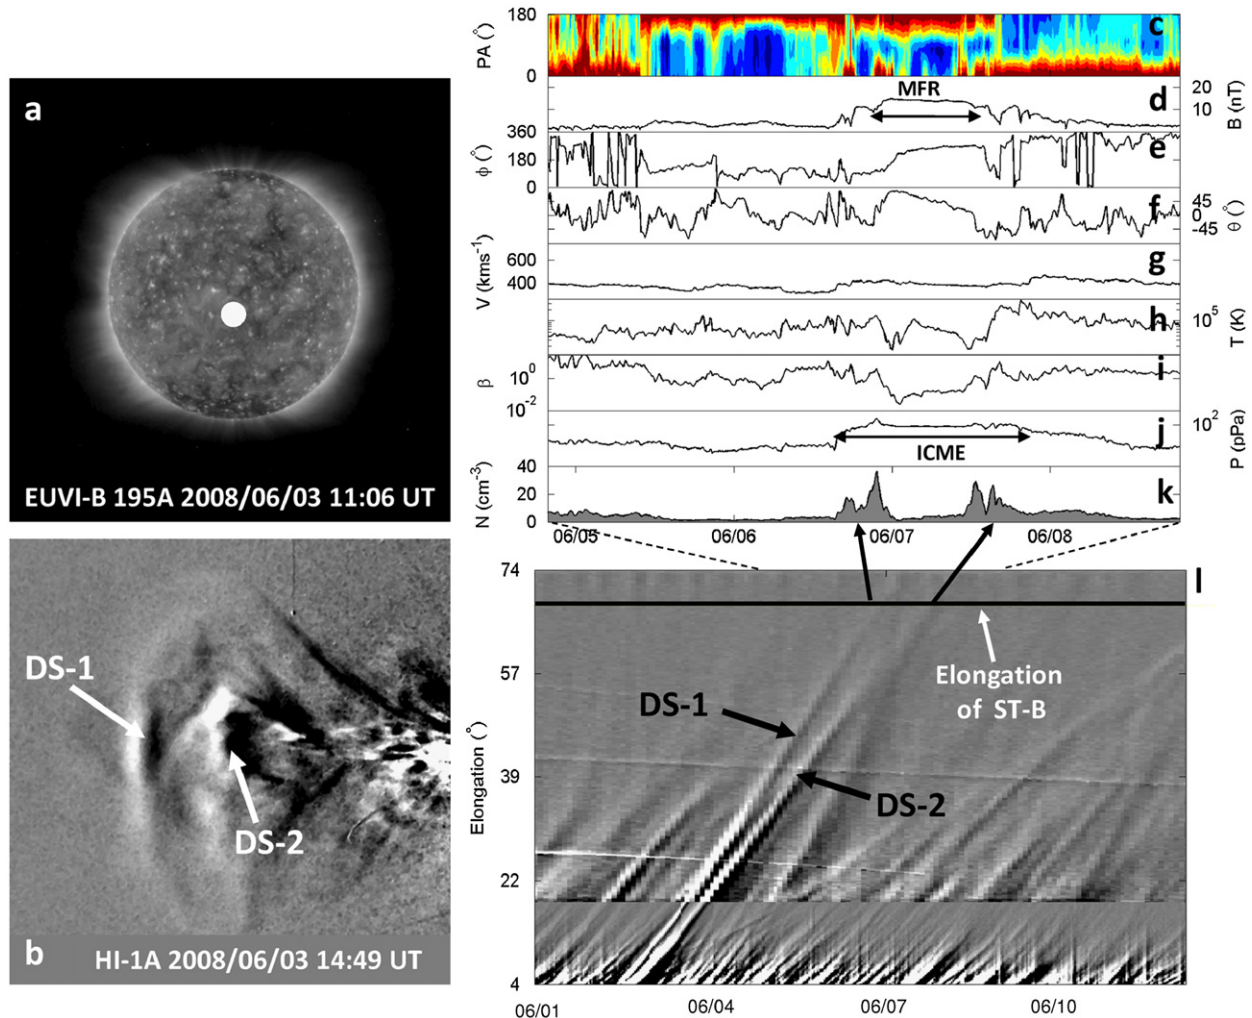 a
EUVI-B 195A 2008/06/03 11:06 UT
DS-1
DS-2
b
HI-1A 2008/06/03 14:49 UT
180
PA (°)
0
c
MFR
d
20
10
B (nT)
360
180
0
ϕ (°)
e
f
45
0
-45
θ (°)
V (kms⁻¹)
600
400
g
h
10⁵
T (K)
β
10⁰
10⁻²
i
ICME
j
10²
P (pPa)
N (cm⁻³)
40
20
0
k
06/05
06/06
06/07
06/08
74
57
39
22
4
Elongation (°)
l
Elongation
of ST-B
DS-1
DS-2
06/01
06/04
06/07
06/10